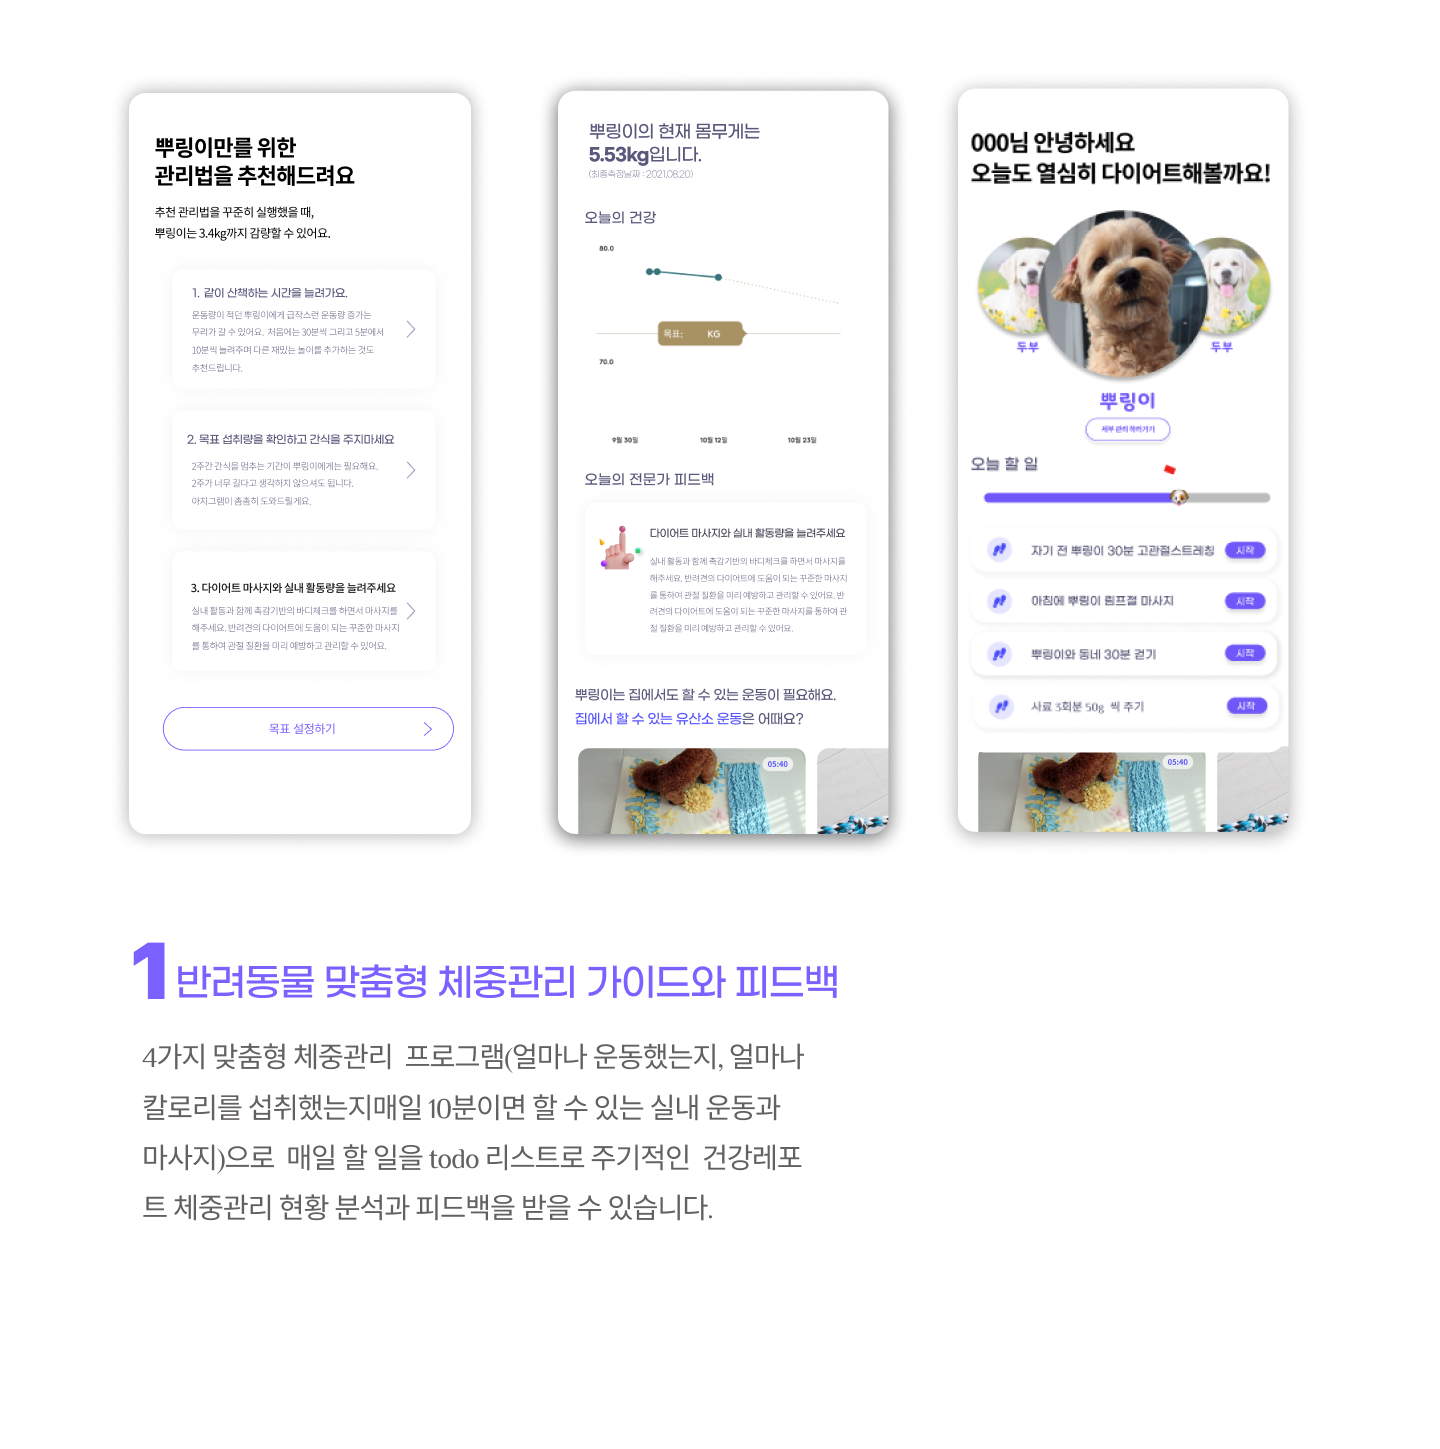 뿌링이만를 위한
관리법을 추천해드려요
추천 관리법을 꾸준히 실행했을 때,
뿌링이는 3.4kg까지 감량할 수 있어요.
1. 같이 산책하는 시간을 늘려가요.
운동량이 적던 뿌링이에게 급작스런 운동량 증가는
무리가 갈 수 있어요. 처음에는 30분씩 그리고 5분에서
10분씩 늘려주며 다른 재밌는 놀이를 추가하는 것도
추천드립니다.
2. 목표 섭취량을 확인하고 간식을 주지마세요
2주간 간식을 멈추는 기간이 뿌링이에게는 필요해요.
2주가 너무 길다고 생각하지 않으셔도 됩니다.
아지그램이 촘촘히 도와드릴게요.
3. 다이어트 마사지와 실내 활동량을 늘려주세요
실내 활동과 함께 촉감기반의 바디체크를 하면서 마사지를
해주세요. 반려견의 다이어트에 도움이 되는 꾸준한 마사지
를 통하여 관절 질환을 미리 예방하고 관리할 수 있어요.
목표 설정하기
뿌링이의 현재 몸무게는
5.53kg입니다.
(최종측정날짜 : 2021.08.20)
오늘의 건강
80.0
목표: KG
70.0
9월 30일 10월 12일 10월 23일
오늘의 전문가 피드백
다이어트 마사지와 실내 활동량을 늘려주세요
실내 활동과 함께 촉감기반의 바디체크를 하면서 마사지를
해주세요. 반려견의 다이어트에 도움이 되는 꾸준한 마사지
를 통하여 관절 질환을 미리 예방하고 관리할 수 있어요. 반
려견의 다이어트에 도움이 되는 꾸준한 마사지를 통하여 관
절 질환을 미리 예방하고 관리할 수 있어요.
뿌링이는 집에서도 할 수 있는 운동이 필요해요.
집에서 할 수 있는 유산소 운동은 어때요?
05:40
000님 안녕하세요
오늘도 열심히 다이어트해볼까요!
두부
두부
뿌링이
세부 관리 하러가기
오늘 할 일
자기 전 뿌링이 30분 고관절스트레칭 시작
아침에 뿌링이 림프절 마사지 시작
뿌링이와 동네 30분 걷기 시작
사료 3회분 50g 씩 주기 시작
05:40
1 반려동물 맞춤형 체중관리 가이드와 피드백
4가지 맞춤형 체중관리 프로그램(얼마나 운동했는지, 얼마나
칼로리를 섭취했는지매일 10분이면 할 수 있는 실내 운동과
마사지)으로 매일 할 일을 todo 리스트로 주기적인 건강레포
트 체중관리 현황 분석과 피드백을 받을 수 있습니다.